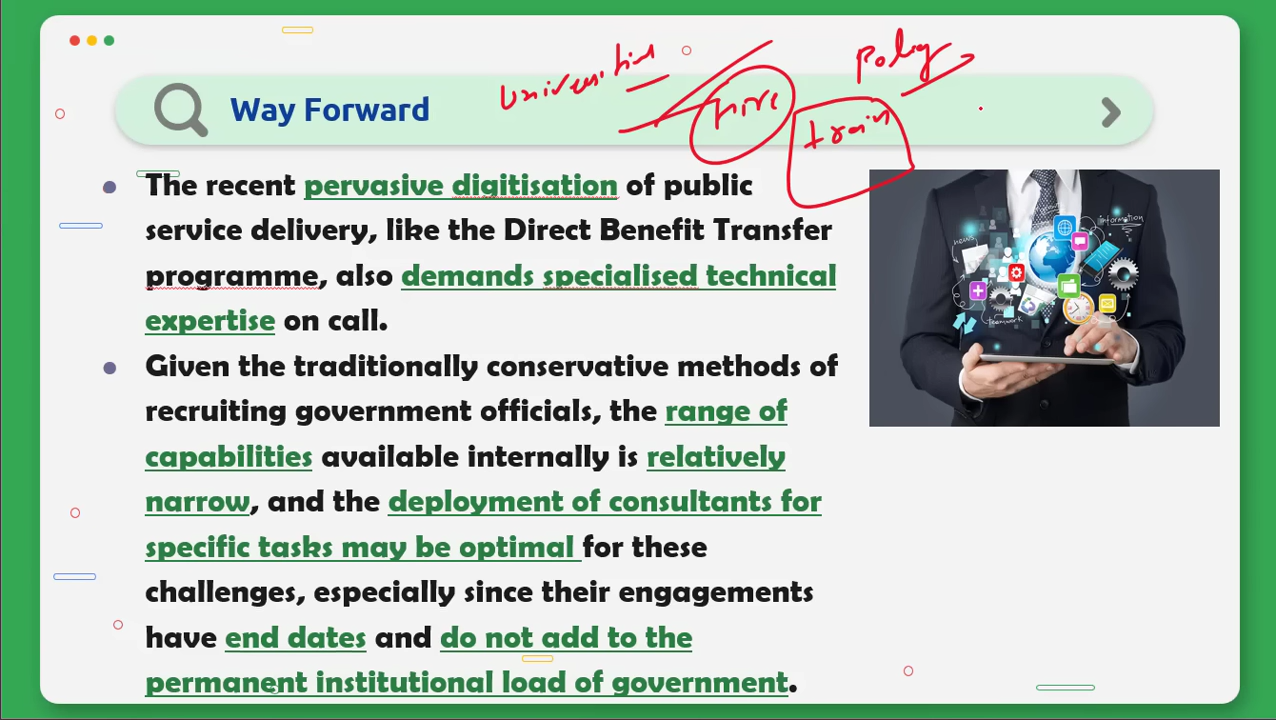 Universities
hire
Policy
train
Way Forward
The recent pervasive digitisation of public
service delivery, like the Direct Benefit Transfer
programme, also demands specialised technical
expertise on call.
Given the traditionally conservative methods of
recruiting government officials, the range of
capabilities available internally is relatively
narrow, and the deployment of consultants for
specific tasks may be optimal for these
challenges, especially since their engagements
have end dates and do not add to the
permanent institutional load of government.
news
information
teamwork